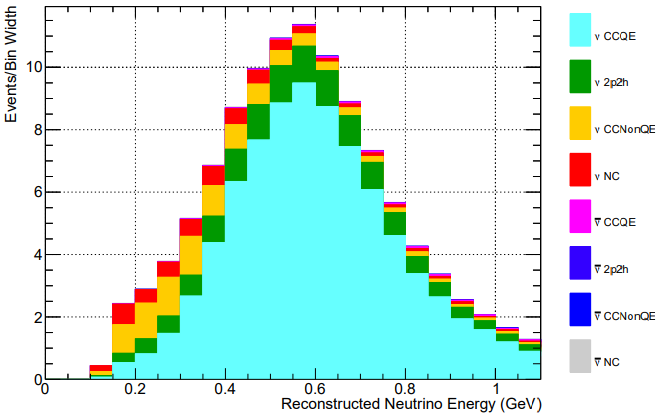 Events/Bin Width
10
8
6
4
2
0
0
0.2
0.4
0.6
0.8
1
Reconstructed Neutrino Energy (GeV)
ν CCQE
ν 2p2h
ν CCNonQE
ν NC
ν̅ CCQE
ν̅ 2p2h
ν̅ CCNonQE
ν̅ NC